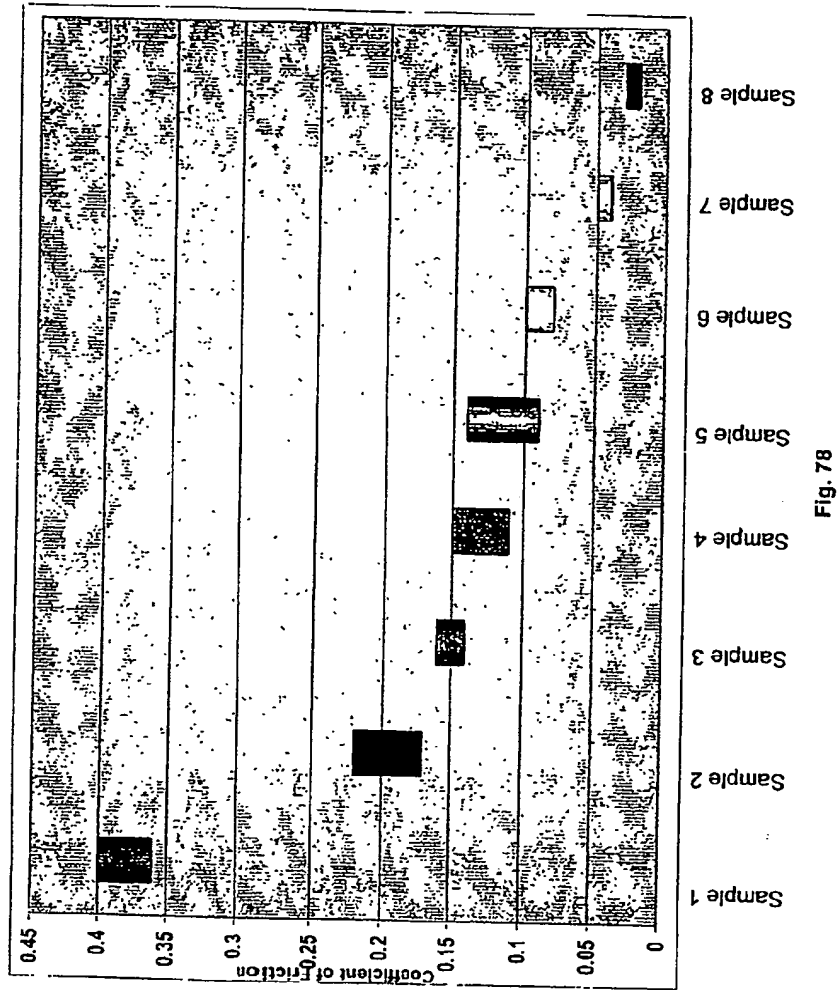 Coefficient of Friction
0.45
0.4
0.35
0.3
0.25
0.2
0.15
0.1
0.05
0
Sample 1
Sample 2
Sample 3
Sample 4
Sample 5
Sample 6
Sample 7
Sample 8
Fig. 78